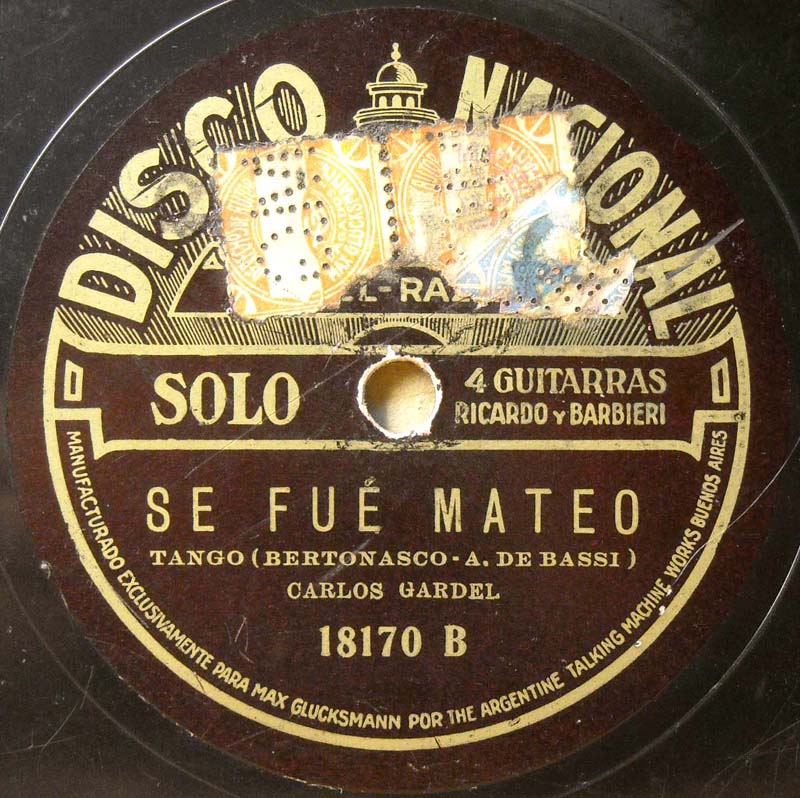 DISCO NACIONAL
SOLO
4 GUITARRAS
RICARDO Y BARBIERI
SE FUÉ MATEO
TANGO (BERTONASCO - A. DE BASSI)
CARLOS GARDEL
18170 B
MANUFACTURADO EXCLUSIVAMENTE PARA MAX GLUCKSMANN POR THE ARGENTINE TALKING MACHINE WORKS BUENOS AIRES